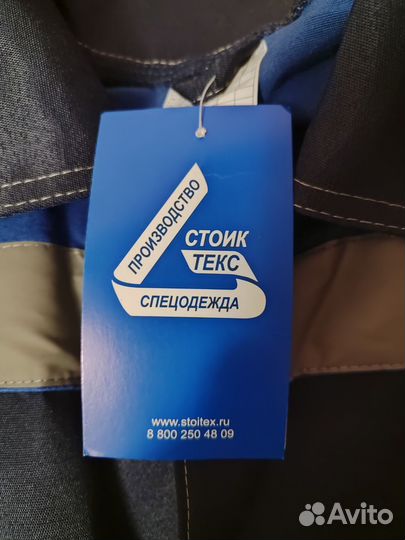 ПРОИЗВОДСТВО
СТОИК
ТЕКС
СПЕЦОДЕЖДА
www.stoitex.ru
8 800 250 48 09
Avito